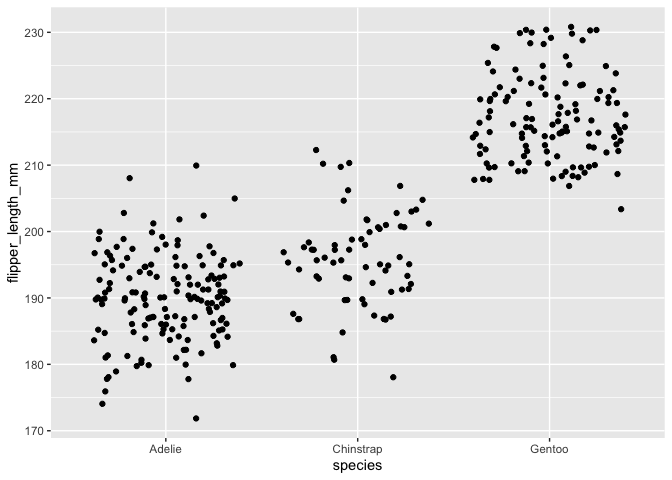 230
220
210
200
190
180
170
flipper_length_mm
Adelie
Chinstrap
Gentoo
species